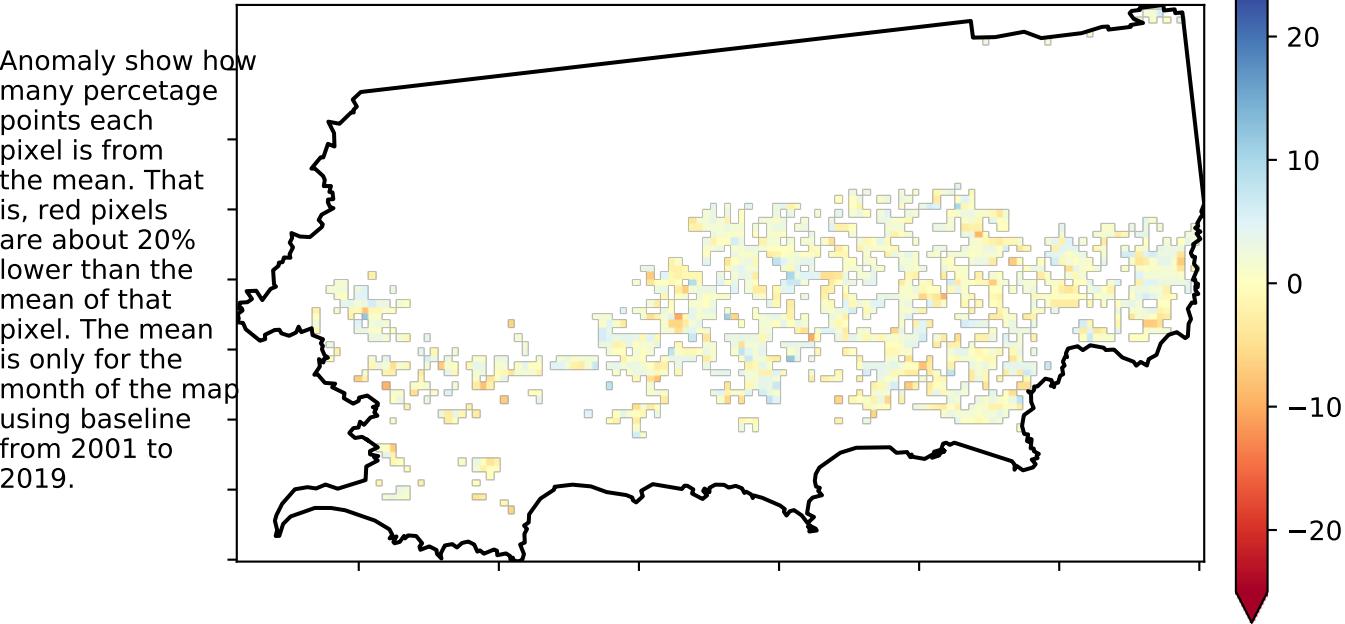 Anomaly show how
many percetage
points each
pixel is from
the mean. That
is, red pixels
are about 20%
lower than the
mean of that
pixel. The mean
is only for the
month of the map
using baseline
from 2001 to
2019.
20
10
0
−10
−20